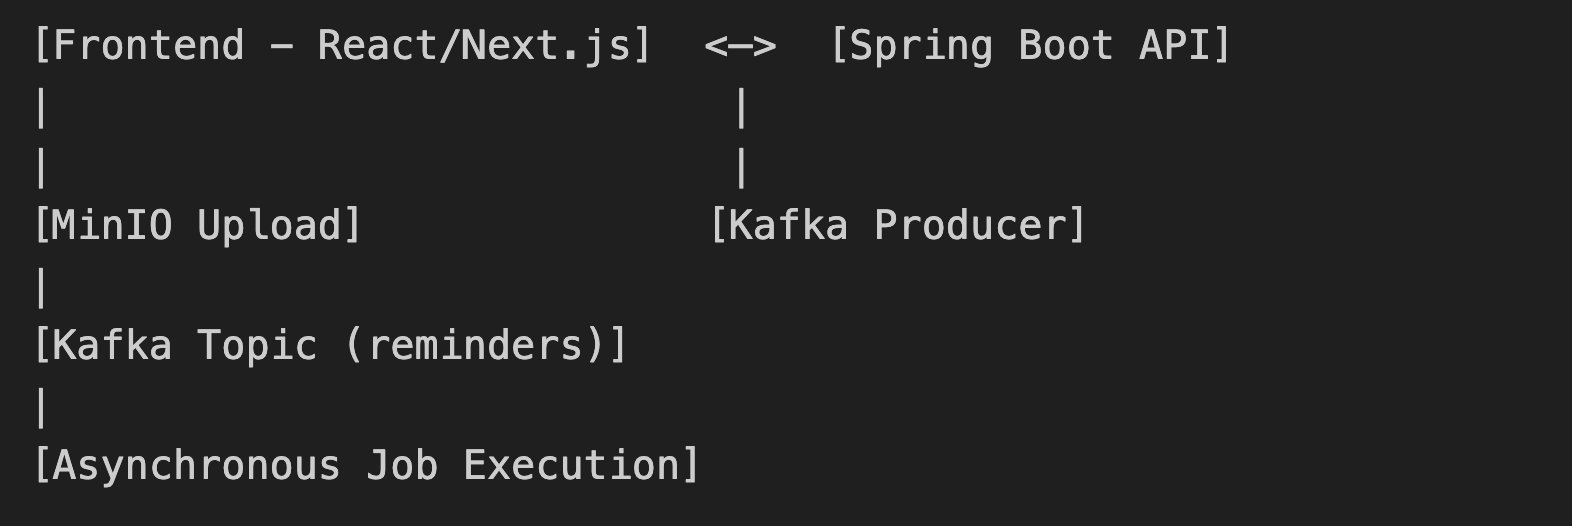 [Frontend – React/Next.js]  <—>  [Spring Boot API]
|                            |
|                            |
[MinIO Upload]              [Kafka Producer]
|
[Kafka Topic (reminders)]
|
[Asynchronous Job Execution]